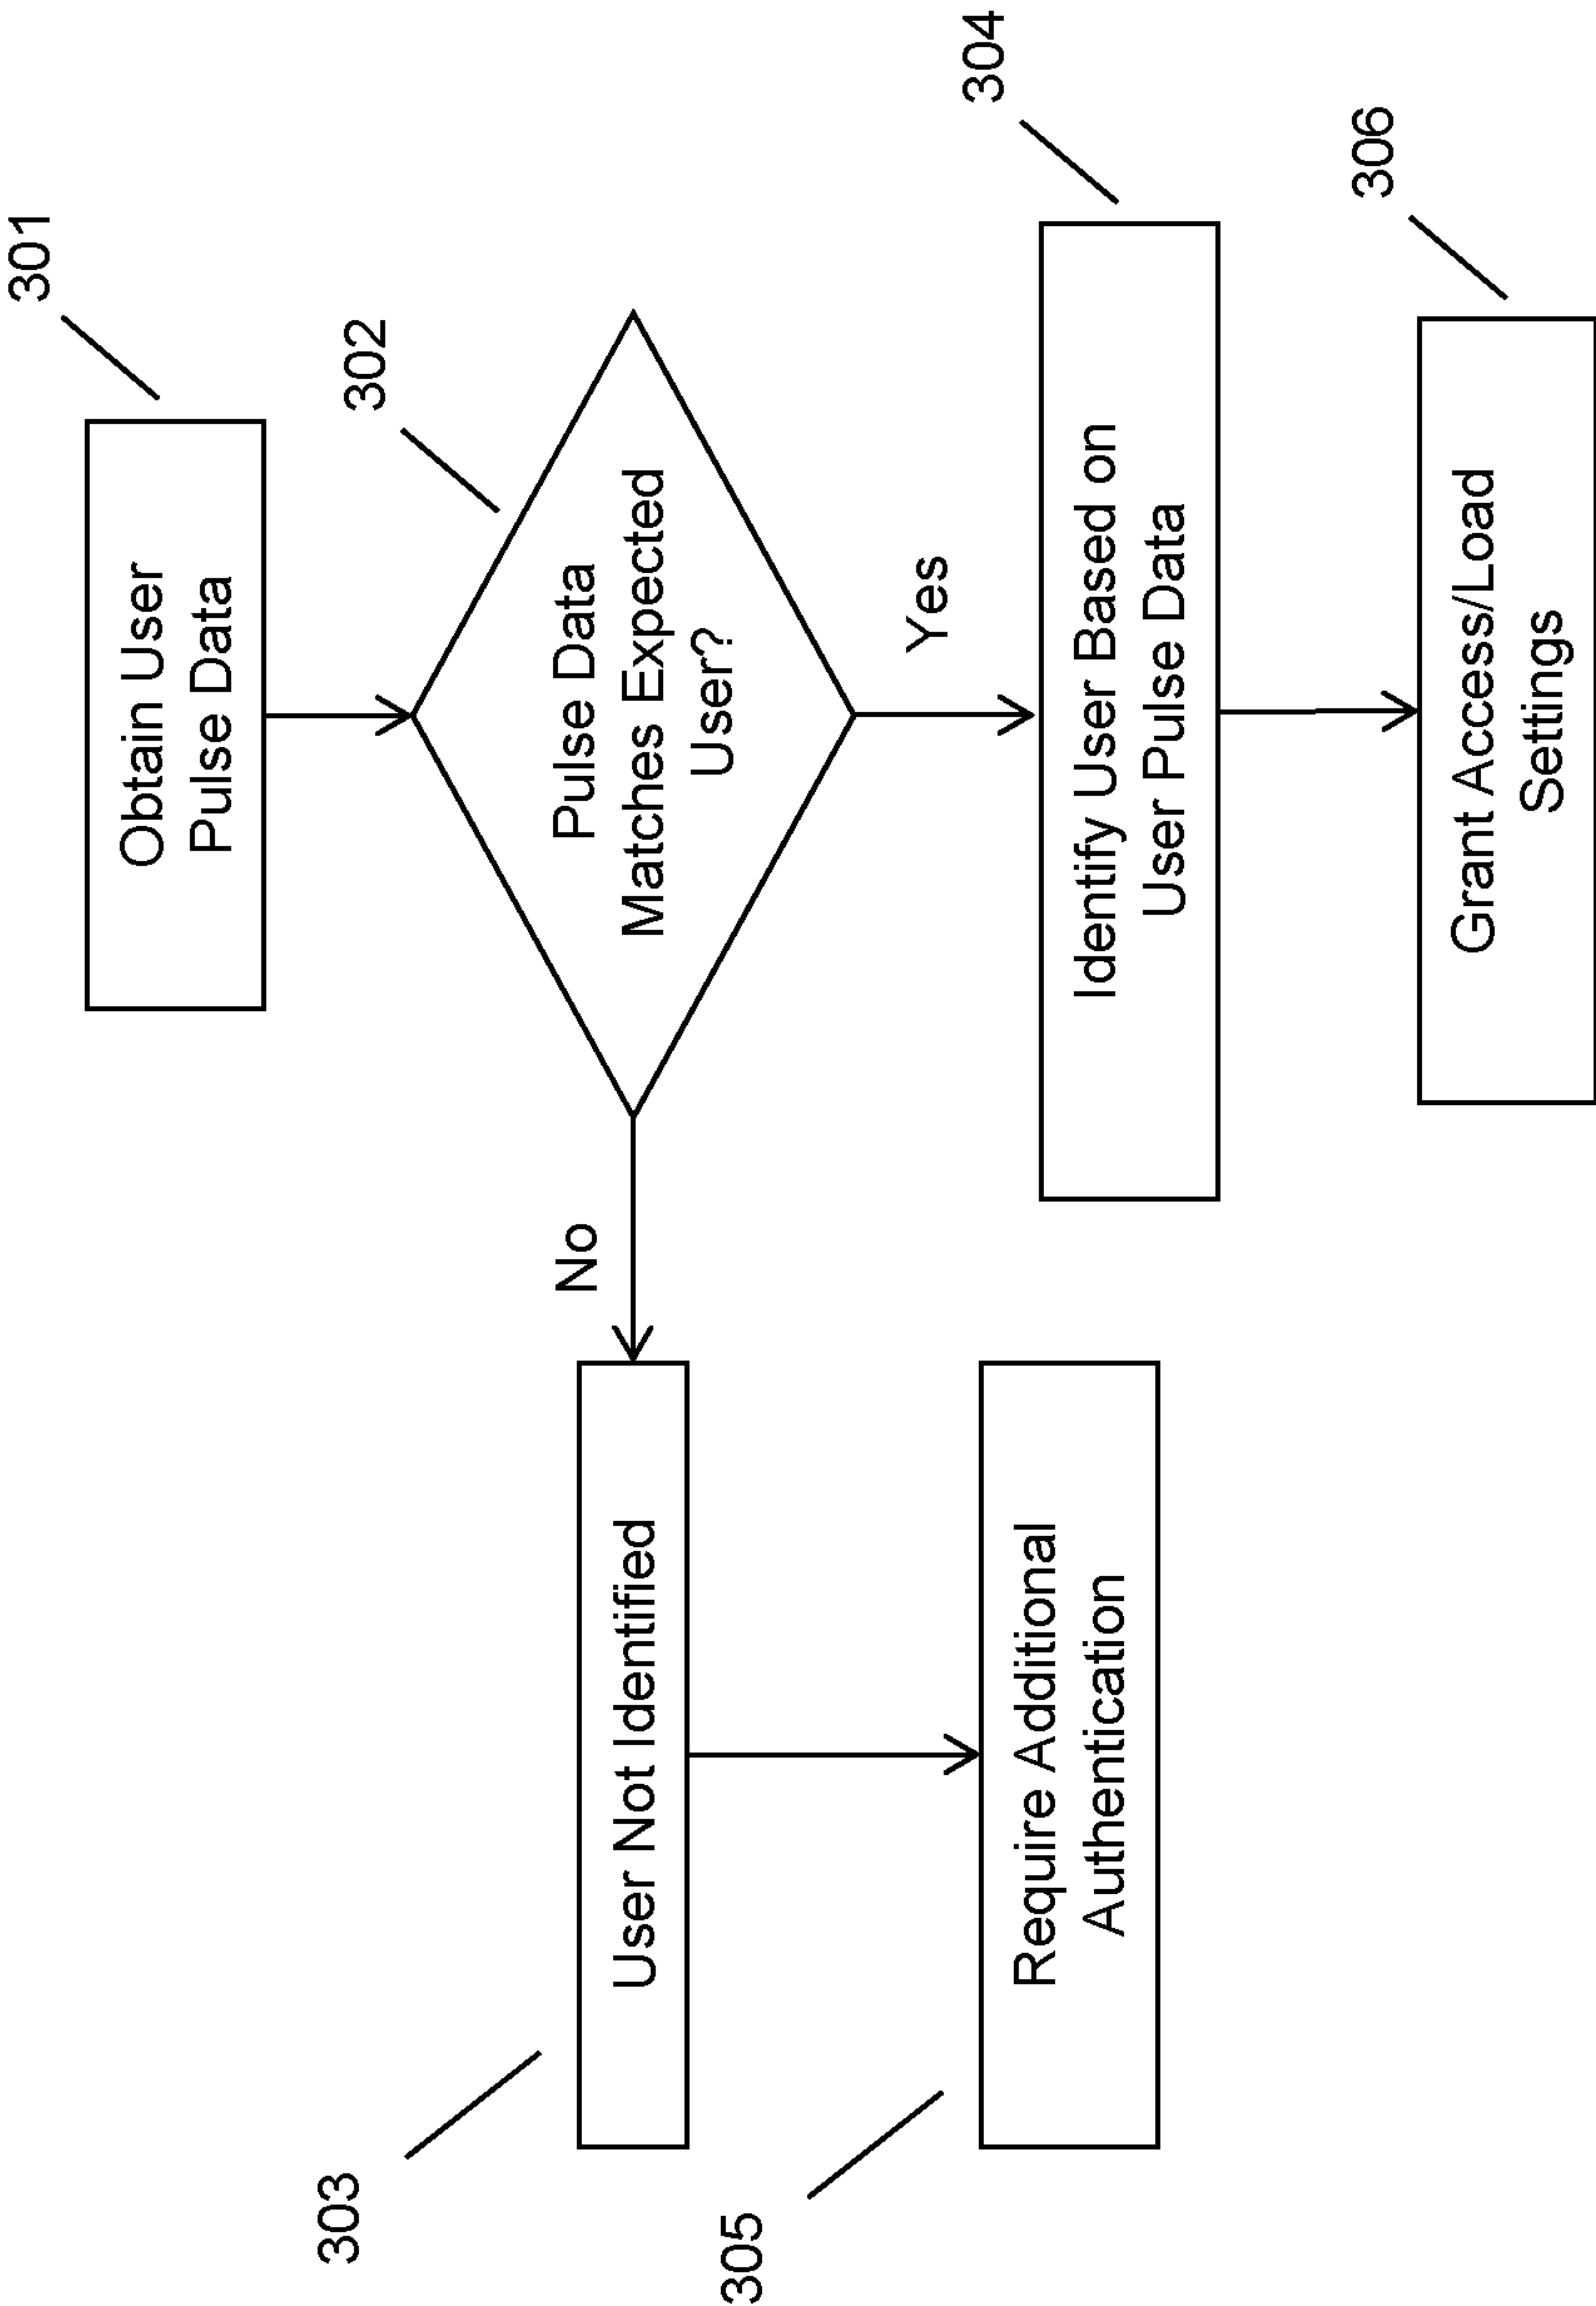 301
Obtain User
Pulse Data
302
Pulse Data
Matches Expected
User?
No
Yes
303
User Not Identified
304
Identify User Based on
User Pulse Data
305
Require Additional
Authentication
306
Grant Access/Load
Settings